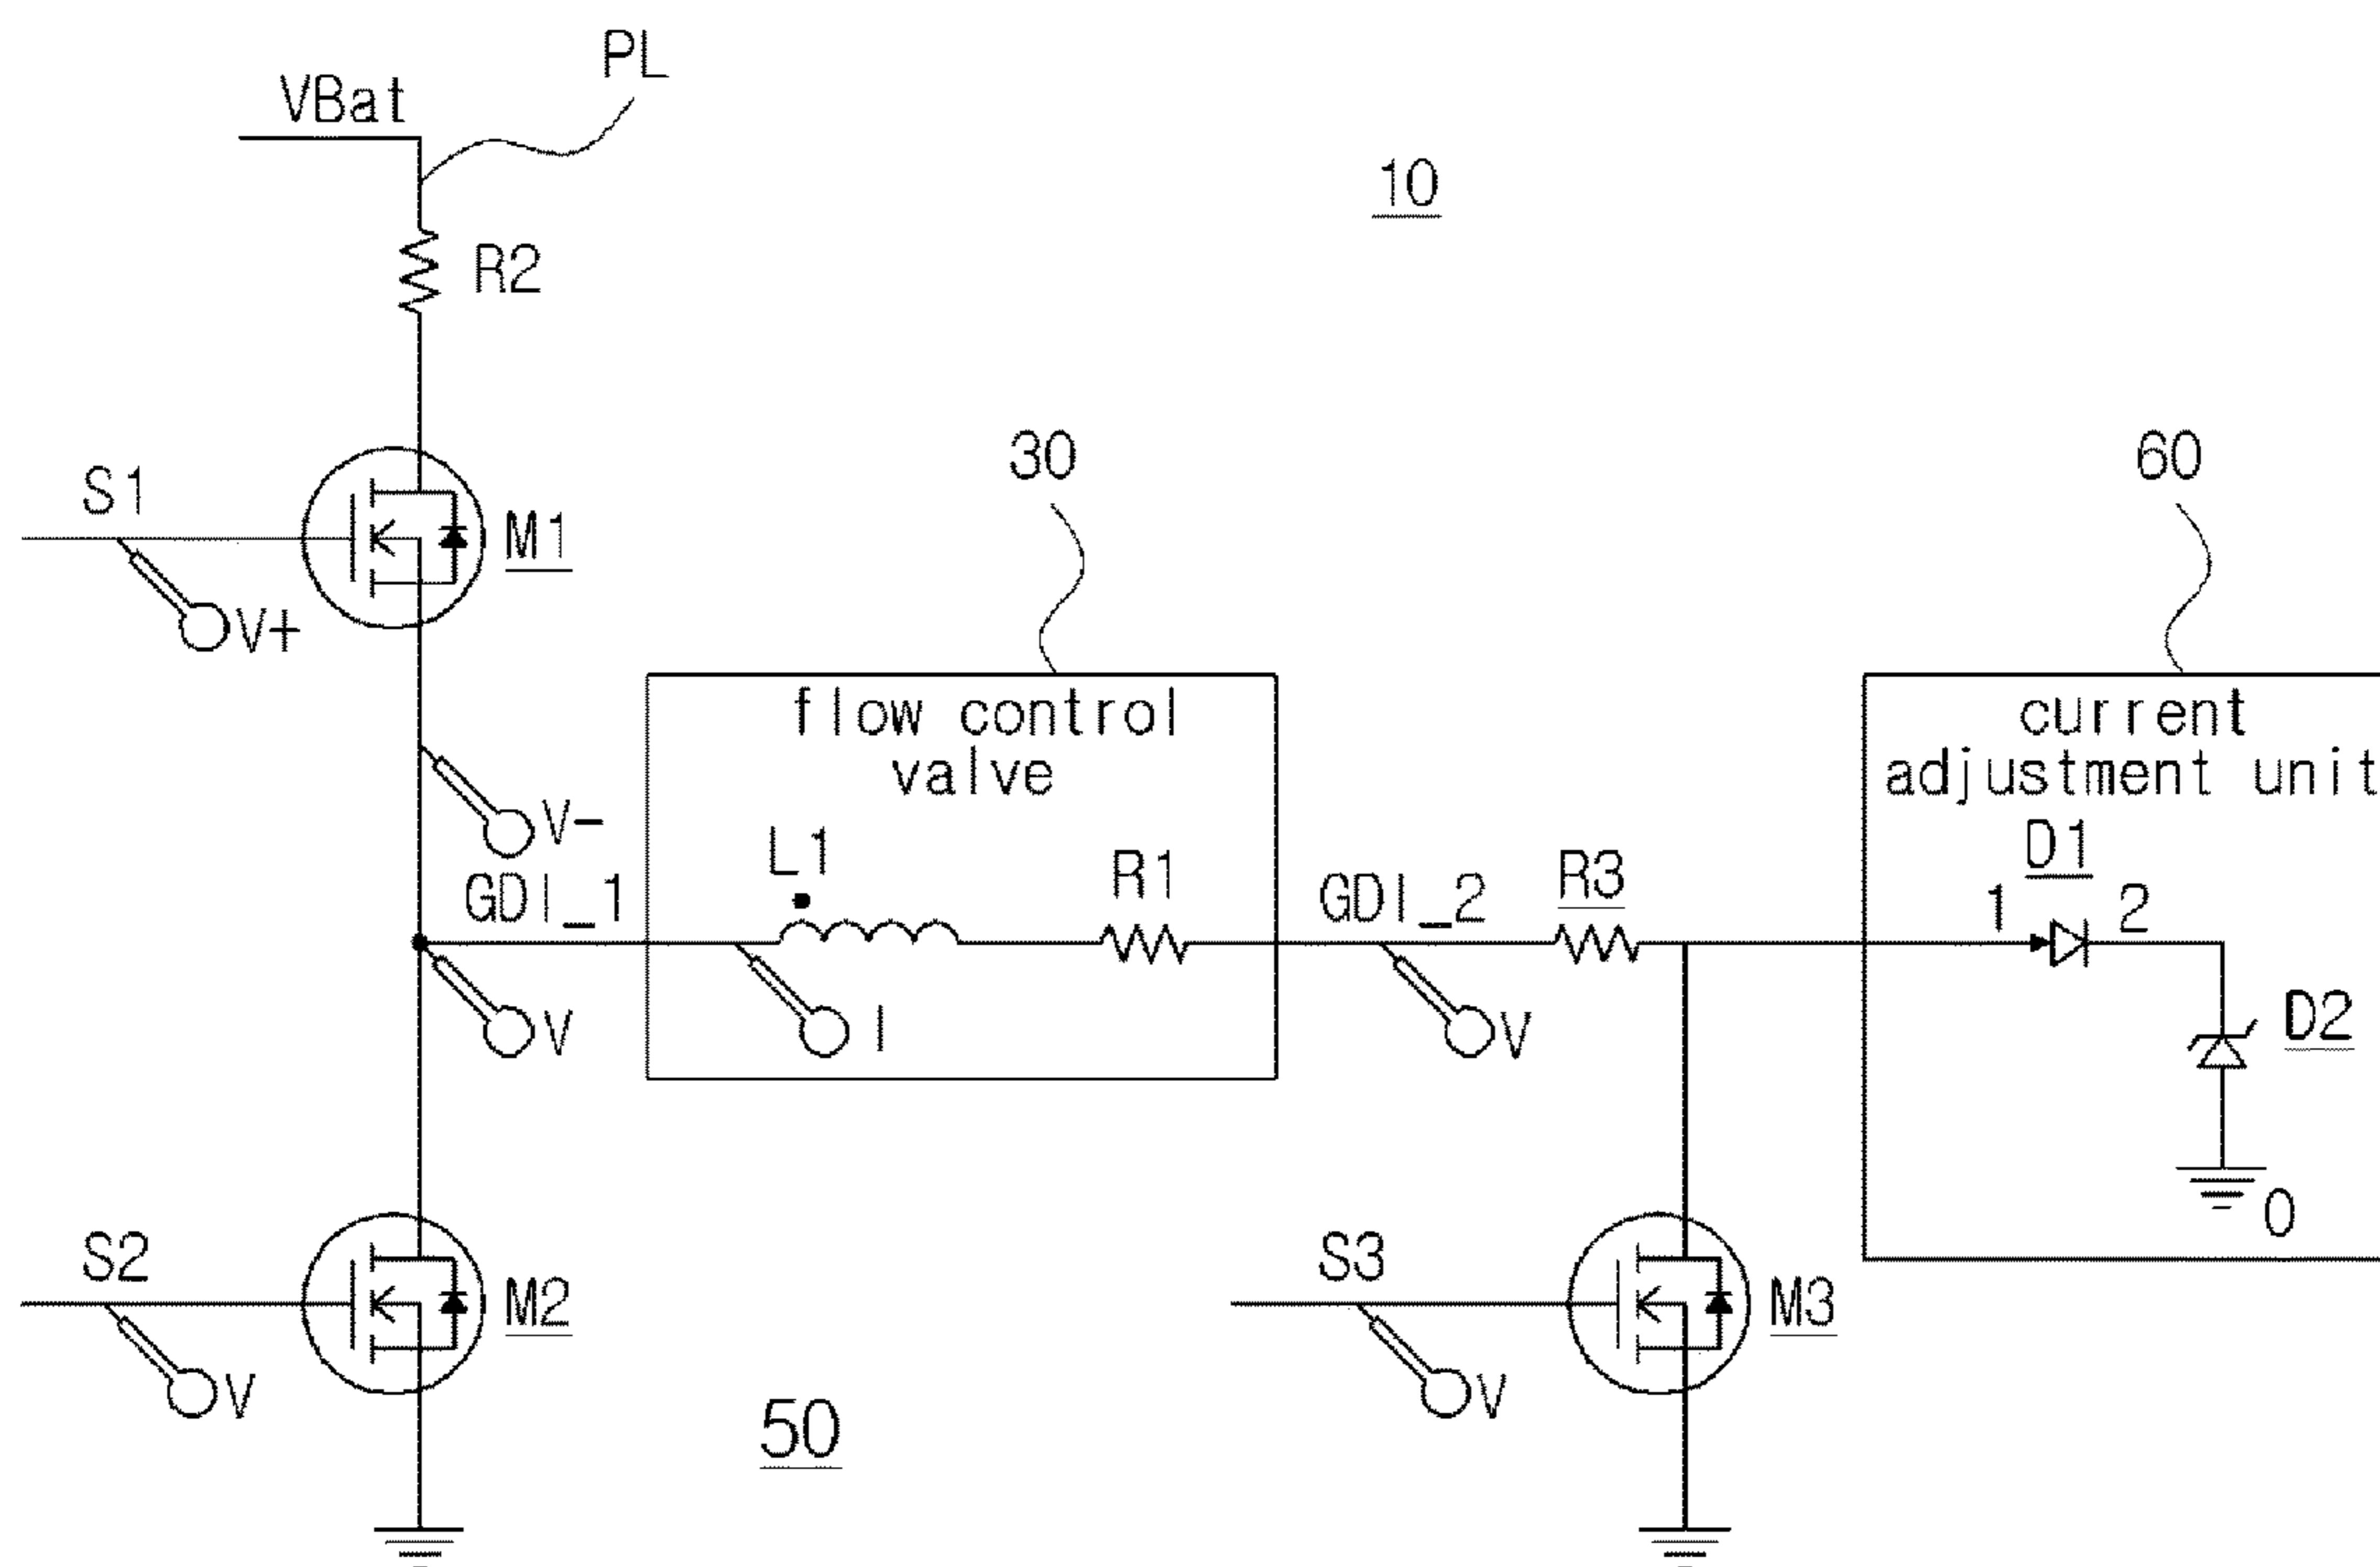 PL
VBat
10
R2
30
60
S1
M1
V+
flow control
valve
current
adjustment unit
V-
L1
D1
GDI_1
R1
GDI_2
R3
1
2
V
I
V
D2
0
S2
M2
S3
M3
V
V
50